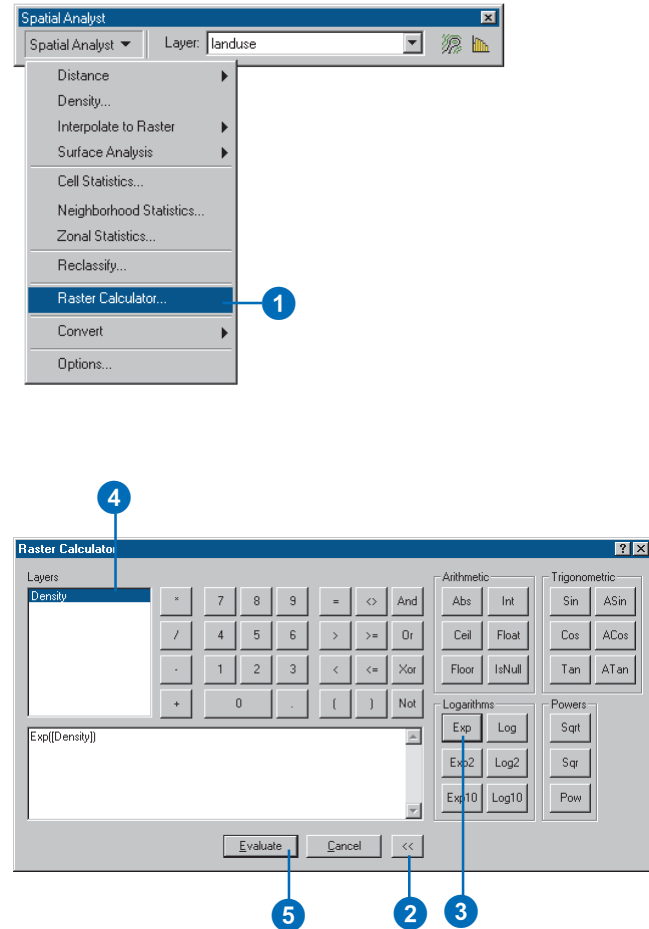 Spatial Analyst
Spatial Analyst Layer: landuse
Distance
Density...
Interpolate to Raster
Surface Analysis
Cell Statistics...
Neighborhood Statistics...
Zonal Statistics...
Reclassify...
Raster Calculator... 1
Convert
Options...
4
Raster Calculator ? ×
Layers Arithmetic Trigonometric
Density * 7 8 9 = <> And Abs Int Sin ASin
/ 4 5 6 > >= Or Ceil Float Cos ACos
- 1 2 3 < <= Xor Floor IsNull Tan ATan
+ 0 . ( ) Not Logarithms Powers
Exp([Density]) Exp Log Sqrt
Exp2 Log2 Sqr
Exp10 Log10 Pow
Evaluate Cancel <<
5 2 3